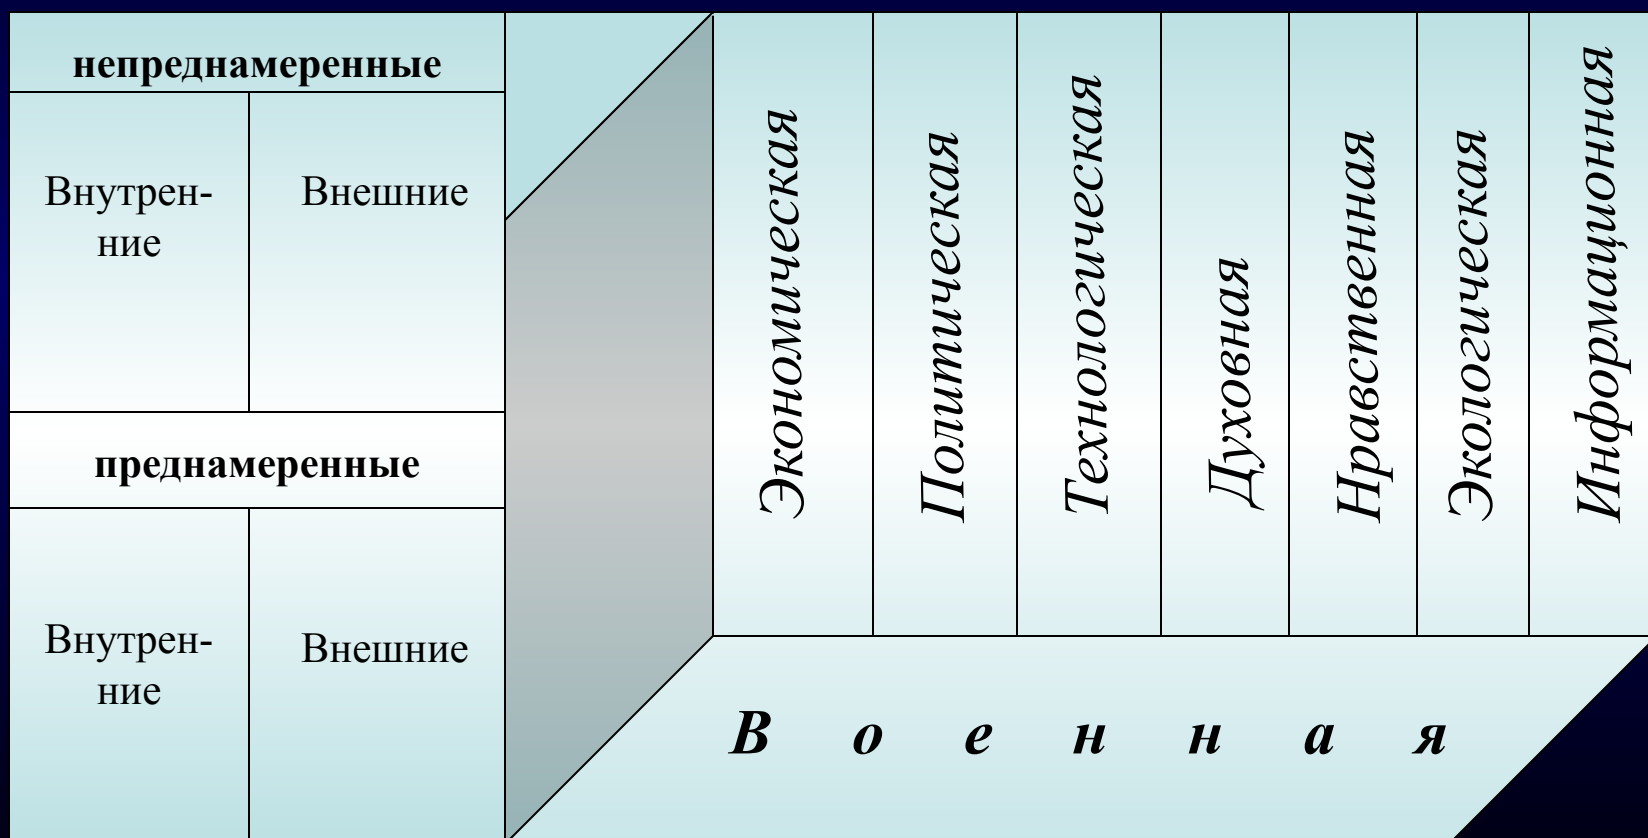 непреднамеренные
Внутрен-
ние
Внешние
преднамеренные
Внутрен-
ние
Внешние
Экономическая
Политическая
Технологическая
Духовная
Нравственная
Экологическая
Информационная
В о е н н а я